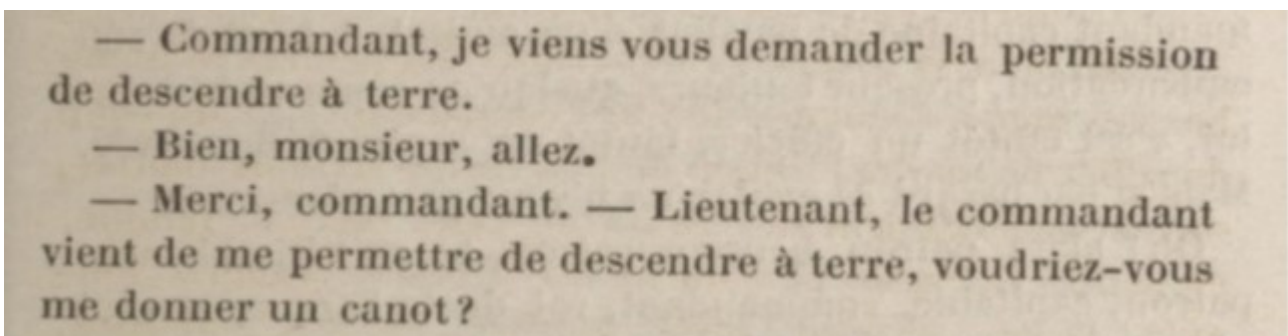 — Commandant, je viens vous demander la permission
de descendre à terre.
— Bien, monsieur, allez.
— Merci, commandant. — Lieutenant, le commandant
vient de me permettre de descendre à terre, voudriez-vous
me donner un canot?